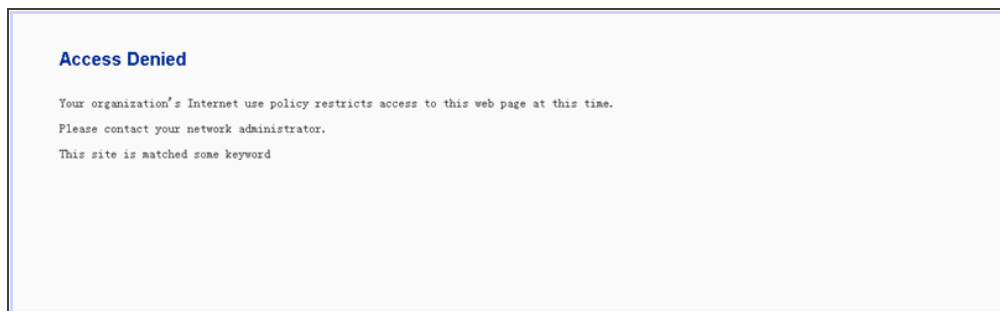 Access Denied
Your organization's Internet use policy restricts access to this web page at this time.
Please contact your network administrator.
This site is matched some keyword